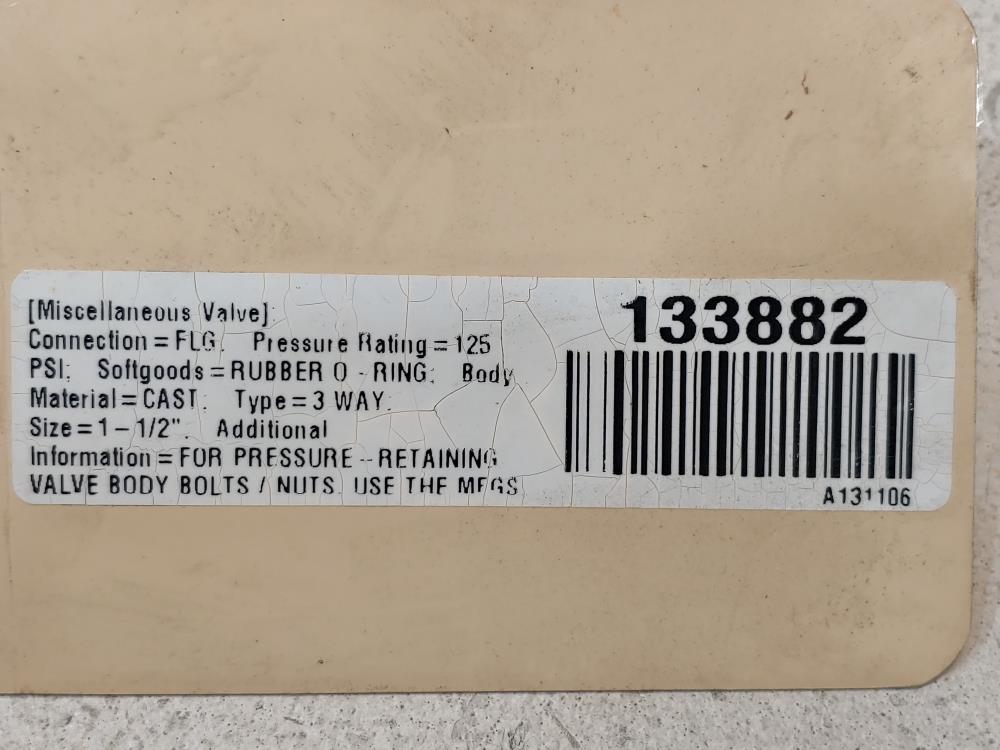 [Miscellaneous Valve]:
Connection = FLG. Pressure Rating = 125
PSI: Softgoods = RUBBER O - RING: Body
Material = CAST. Type = 3 WAY.
Size = 1 - 1/2". Additional
Information = FOR PRESSURE - RETAINING
VALVE BODY BOLTS / NUTS. USE THE MFGS
133882
A131106